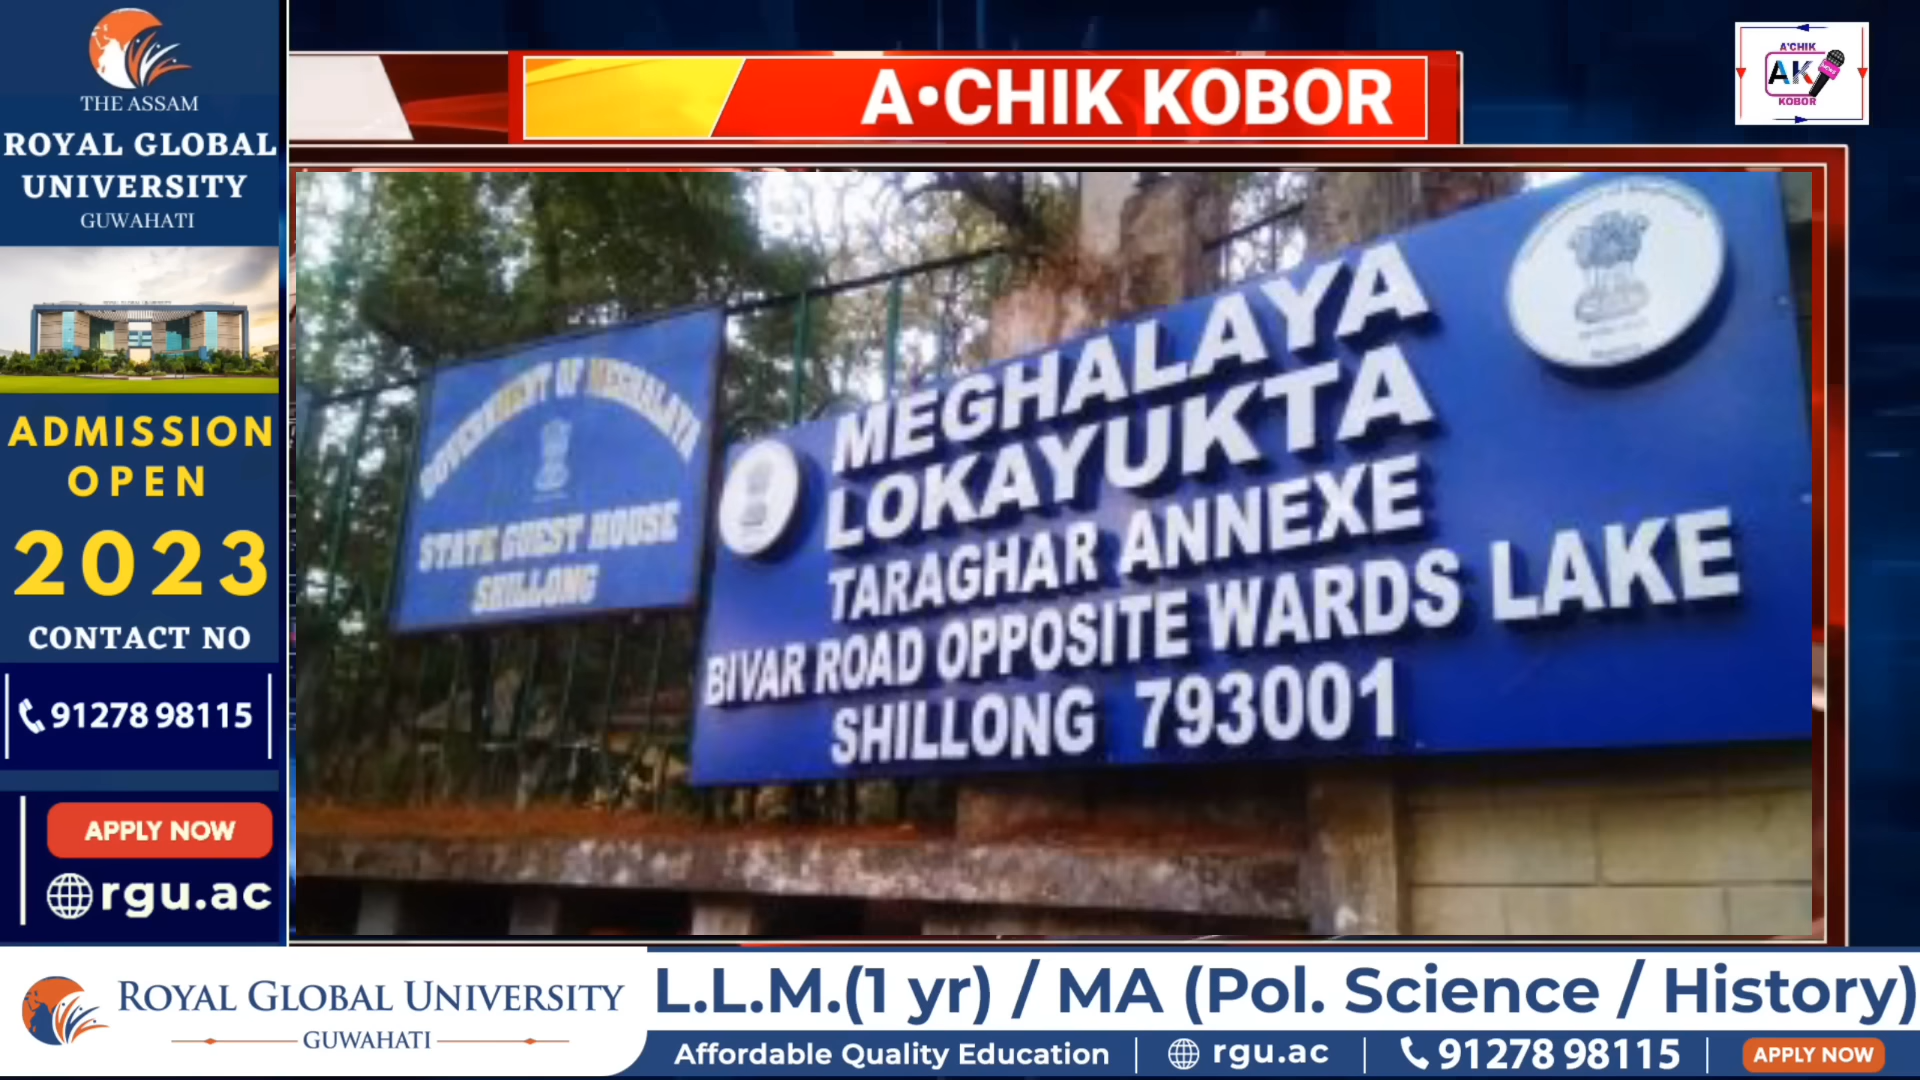 THE ASSAM
ROYAL GLOBAL
UNIVERSITY
GUWAHATI
ADMISSION
OPEN
2023
CONTACT NO
91278 98115
APPLY NOW
rgu.ac
A•CHIK KOBOR
A'CHIK
AK
KOBOR
GOVERNMENT OF MEGHALAYA
STATE GUEST HOUSE
SHILLONG
MEGHALAYA
LOKAYUKTA
TARAGHAR ANNEXE
BIVAR ROAD OPPOSITE WARDS LAKE
SHILLONG 793001
ROYAL GLOBAL UNIVERSITY
GUWAHATI
L.L.M.(1 yr) / MA (Pol. Science / History)
Affordable Quality Education | rgu.ac | 91278 98115 | APPLY NOW